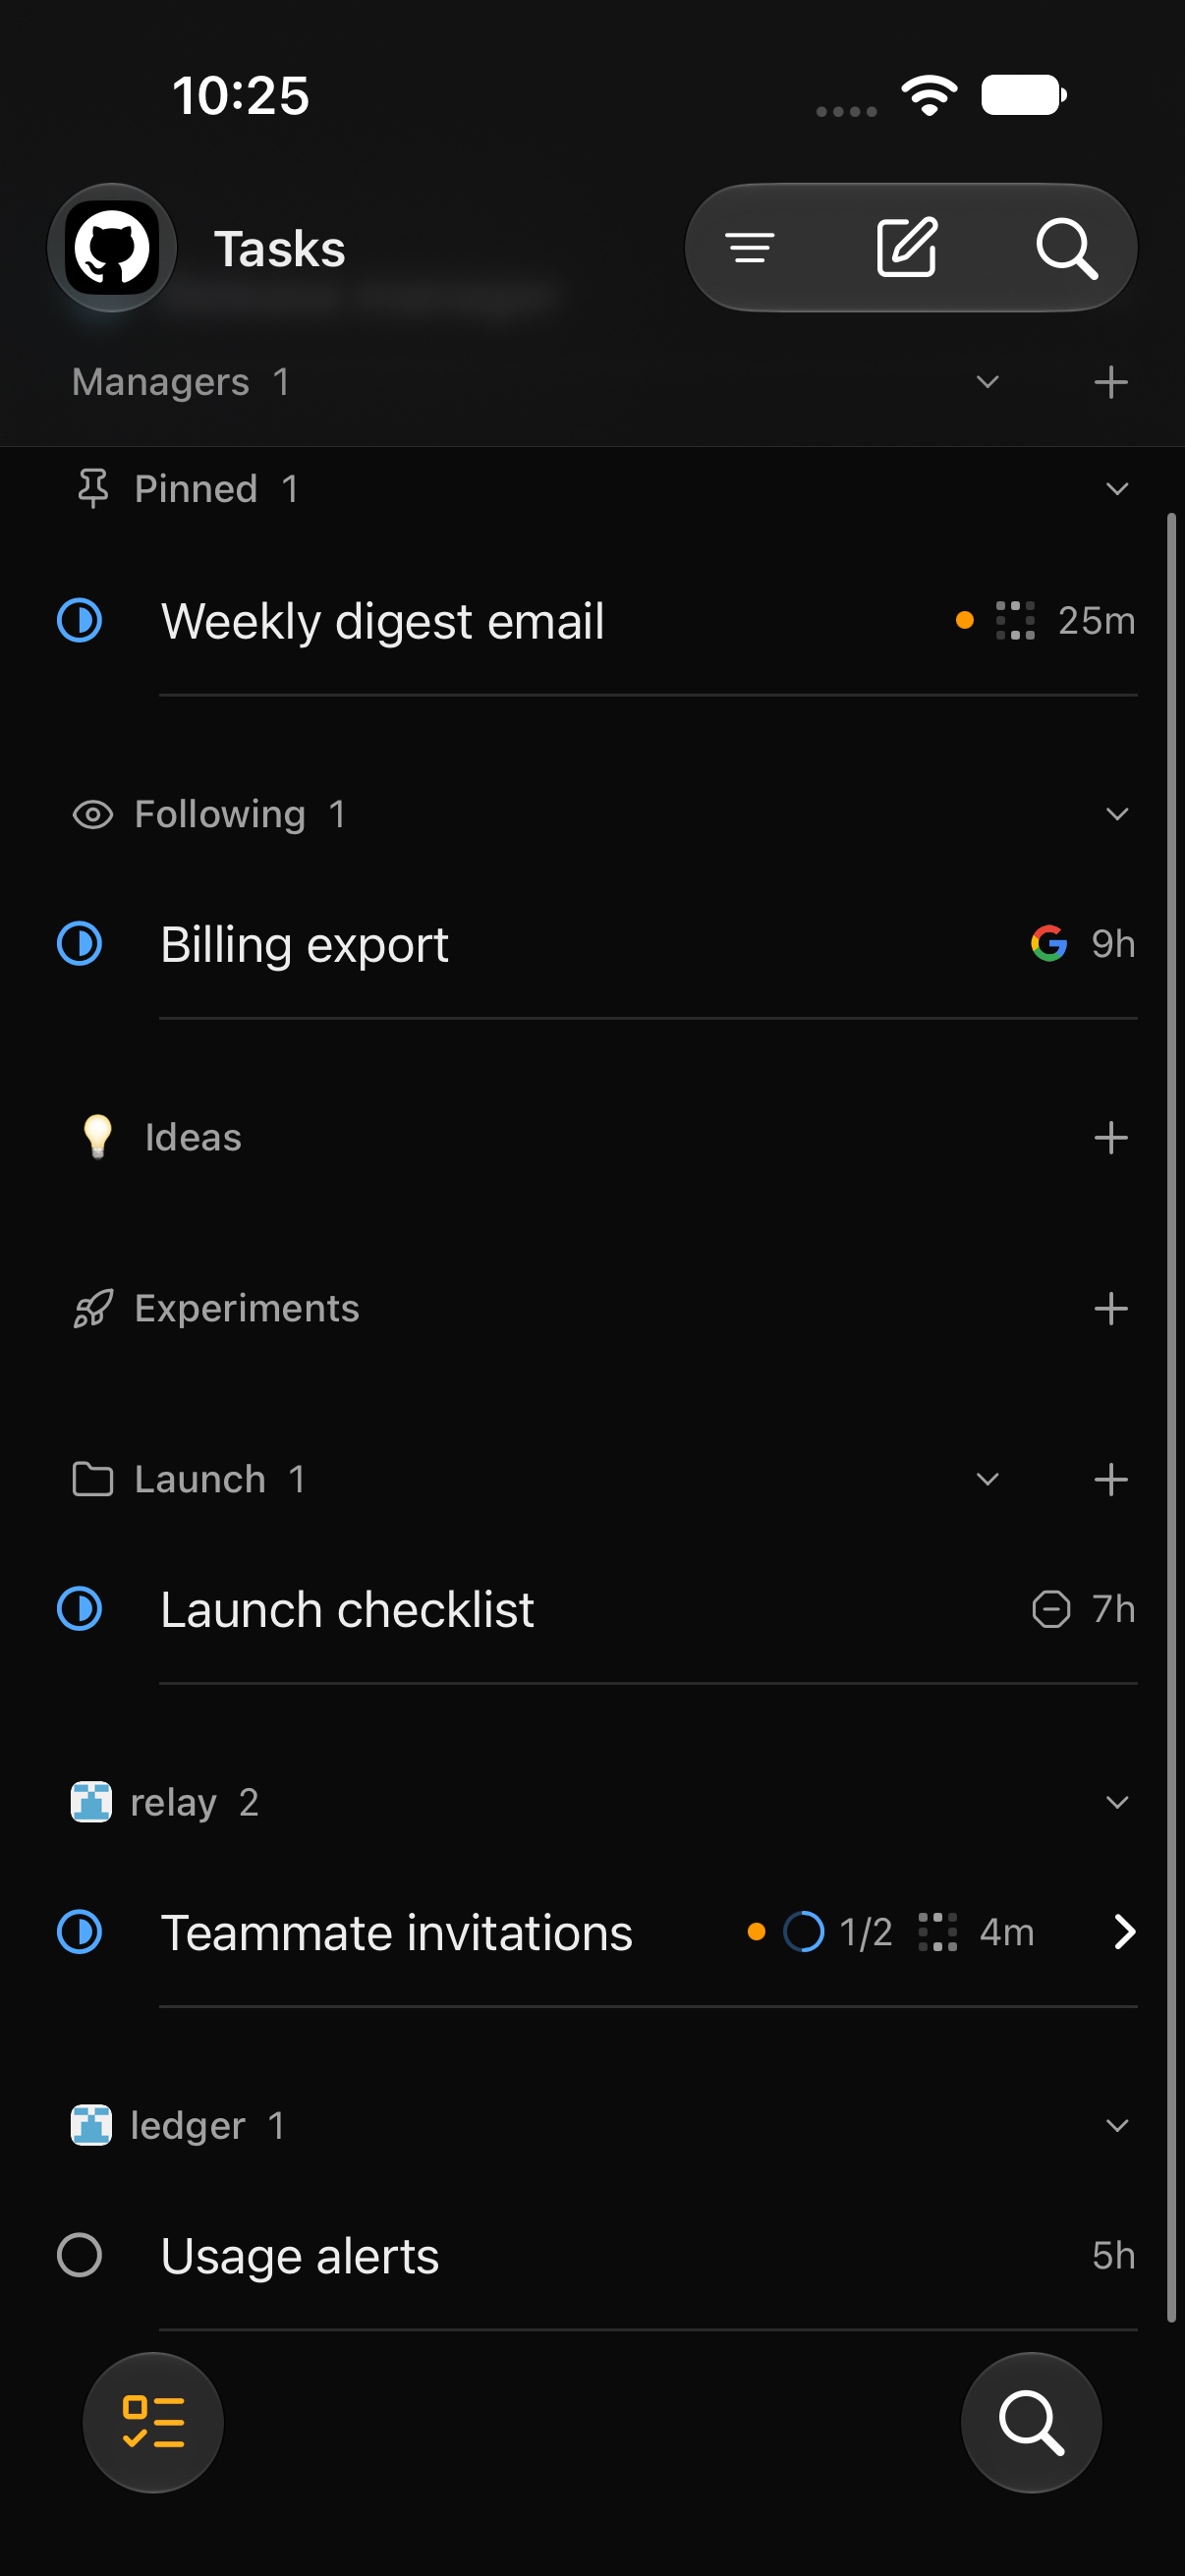 10:25
Tasks
Managers 1
Pinned 1
Weekly digest email 25m
Following 1
Billing export 9h
Ideas
Experiments
Launch 1
Launch checklist 7h
relay 2
Teammate invitations 1/2 4m
ledger 1
Usage alerts 5h